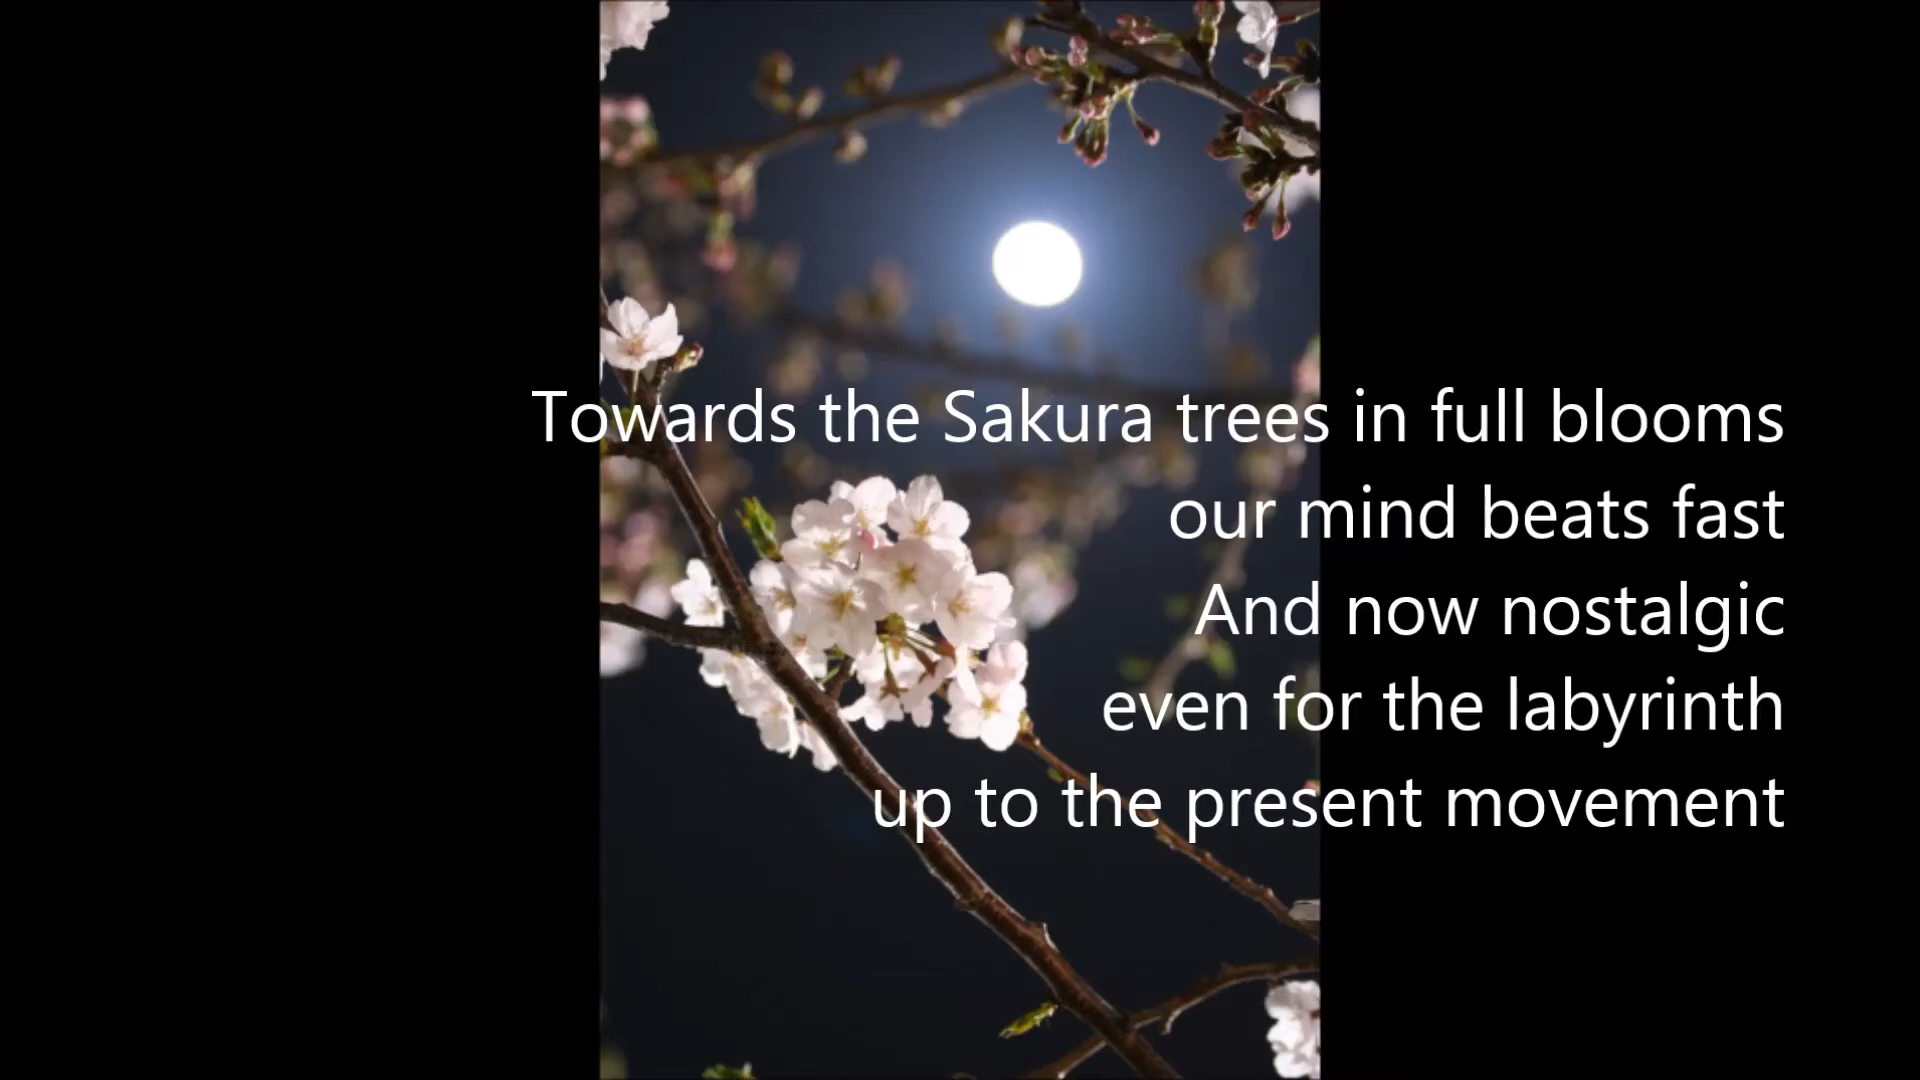 Towards the Sakura trees in full blooms
our mind beats fast
And now nostalgic
even for the labyrinth
up to the present movement